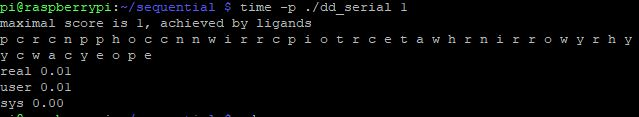 pi@raspberrypi:~/sequential $ time -p ./dd_serial 1
maximal score is 1, achieved by ligands
p c r c n p p h o c c n n w i r r c p i o t r c e t a w h r n i r r o w y r h y
y c w a c y e o p e
real 0.01
user 0.01
sys 0.00